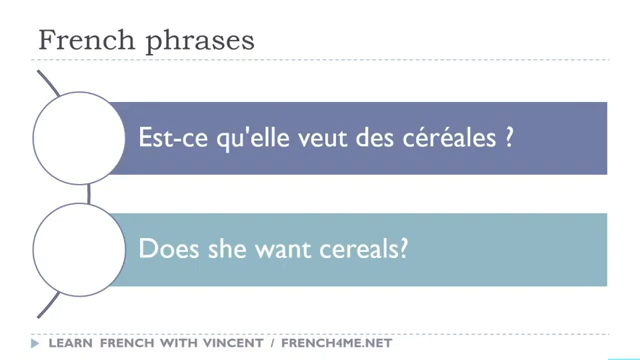 French phrases
Est-ce qu'elle veut des céréales ?
Does she want cereals?
LEARN FRENCH WITH VINCENT / FRENCH4ME.NET